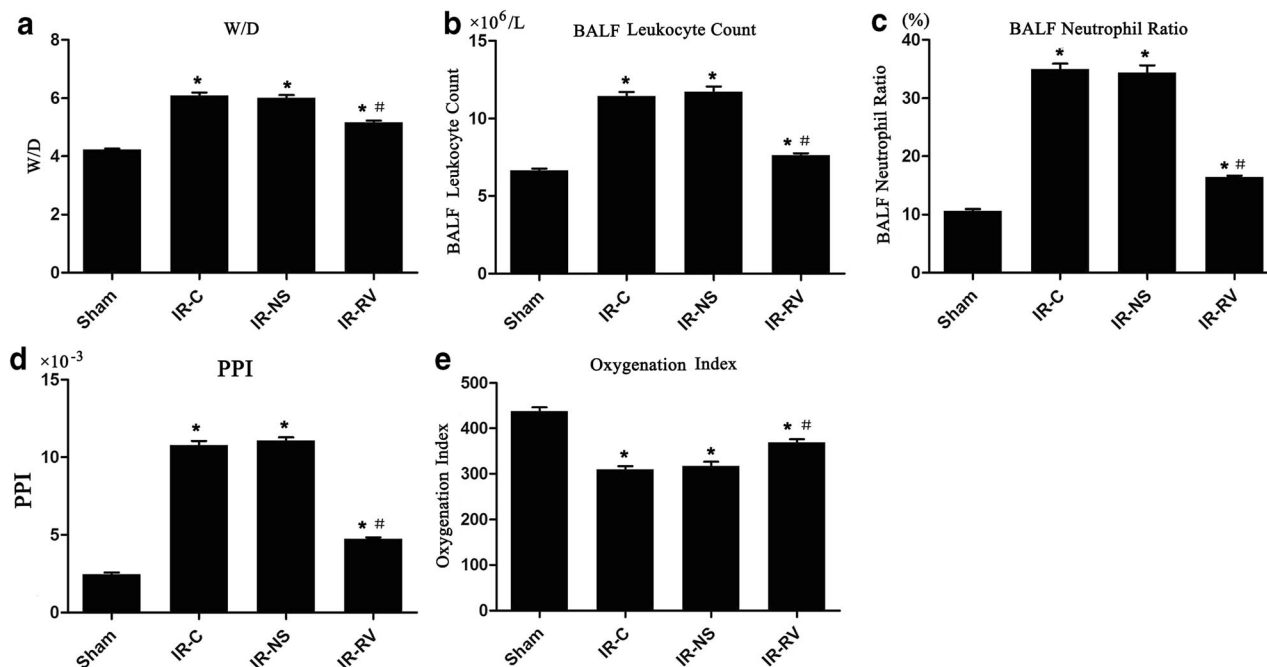 a
W/D
W/D
8
6
4
2
0
*
*
* #
Sham
IR-C
IR-NS
IR-RV
b
×10⁶/L
BALF Leukocyte Count
BALF Leukocyte Count
15
10
5
0
*
*
* #
Sham
IR-C
IR-NS
IR-RV
c
(%)
BALF Neutrophil Ratio
BALF Neutrophil Ratio
40
30
20
10
0
*
*
* #
Sham
IR-C
IR-NS
IR-RV
d
×10⁻³
PPI
PPI
15
10
5
0
*
*
* #
Sham
IR-C
IR-NS
IR-RV
e
Oxygenation Index
Oxygenation Index
500
400
300
200
100
0
*
*
* #
Sham
IR-C
IR-NS
IR-RV